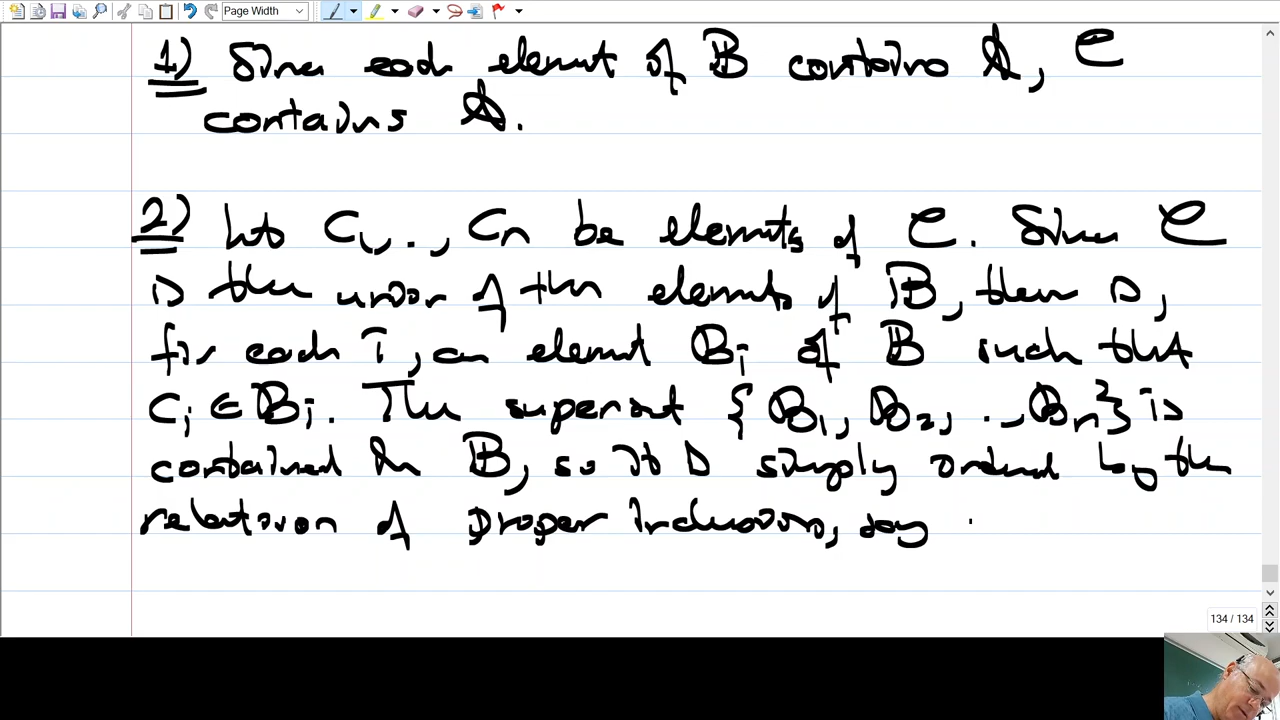 Page Width
1) Since each element of 𝔹 contains 𝔸, C
contains 𝔸.
2) Let C₁, .., Cn be elements of C. Since C
is the union of the elements of 𝔹, there is,
for each i, an element Bi of 𝔹 such that
Ci ∈ Bi. The superset {B₁, B₂, .., Bn} is
contained in 𝔹, so it is simply ordered by the
relation of proper inclusion, say
134 / 134